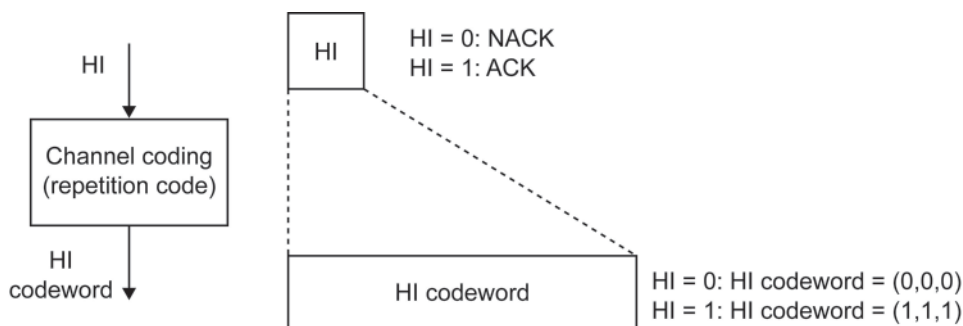 HI
Channel coding
(repetition code)
HI
codeword
HI
HI = 0: NACK
HI = 1: ACK
HI codeword
HI = 0: HI codeword = (0,0,0)
HI = 1: HI codeword = (1,1,1)